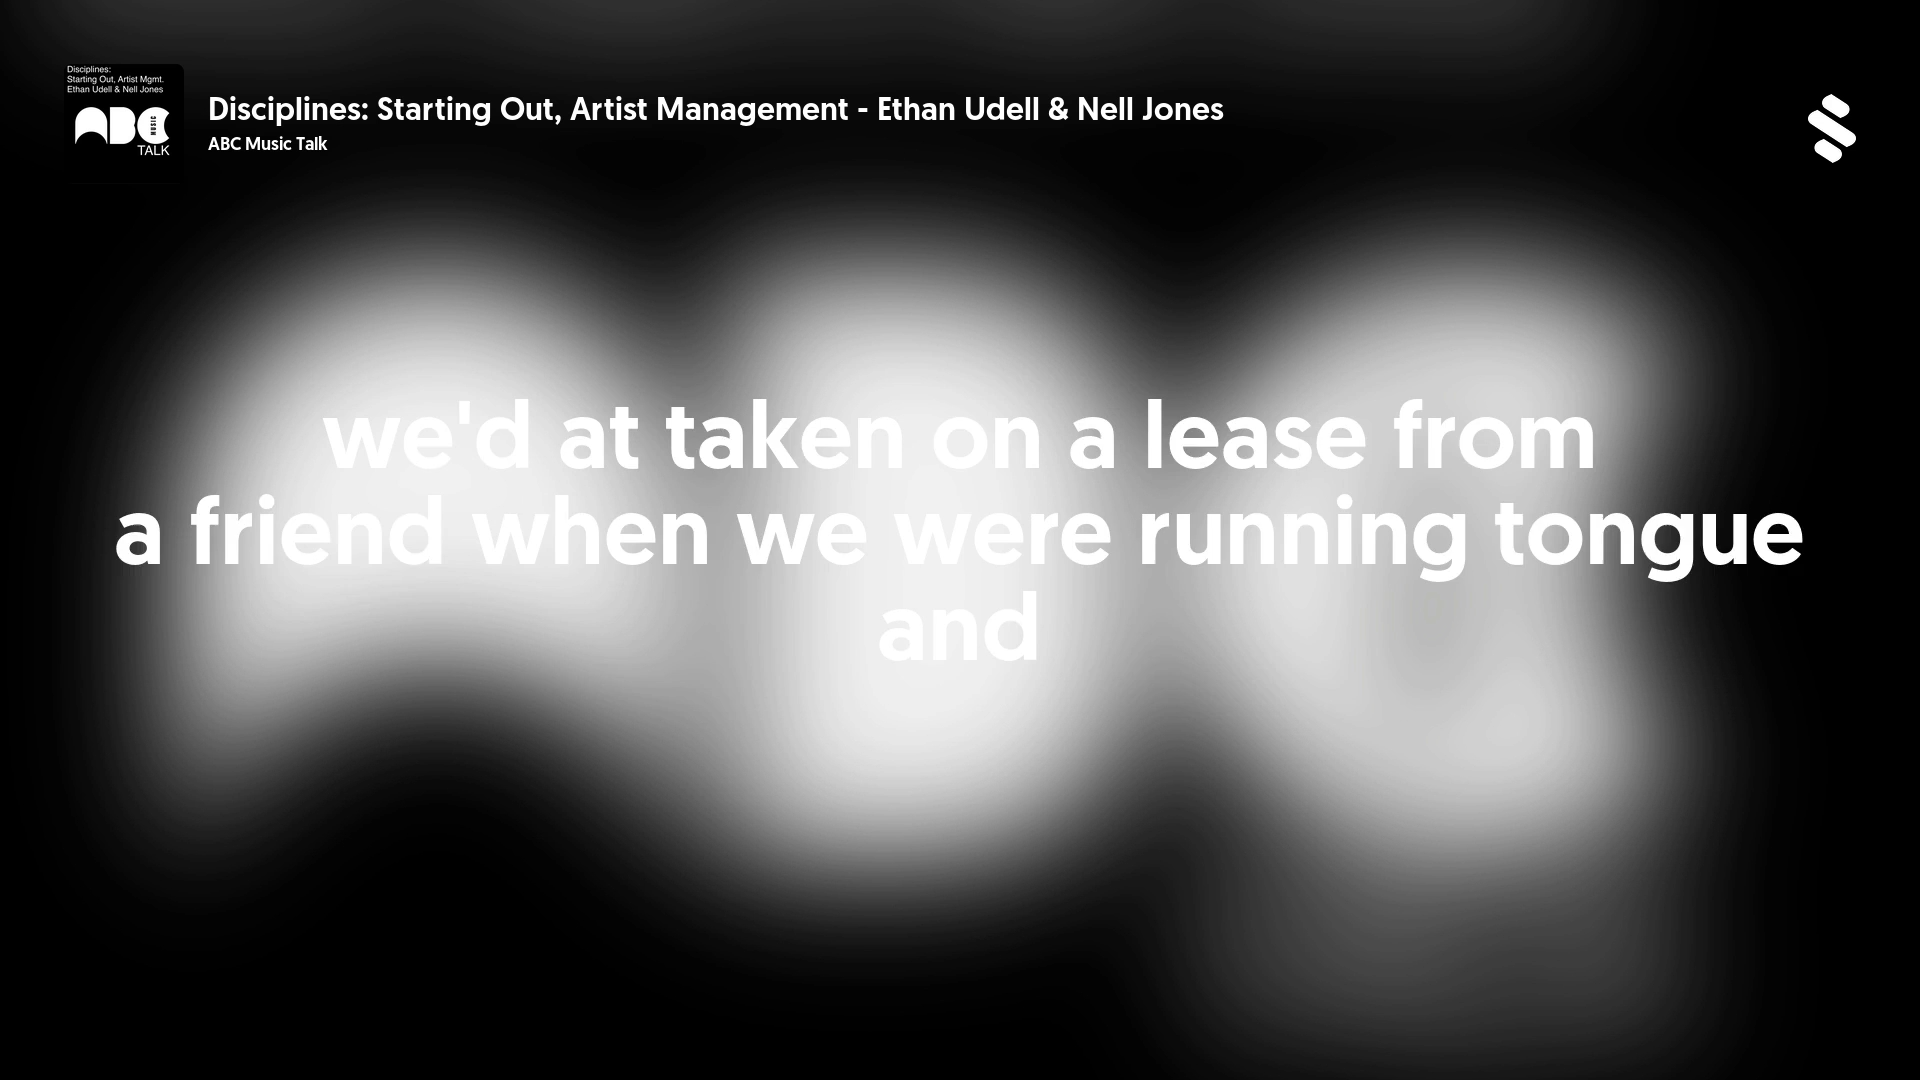 Disciplines:
Starting Out, Artist Mgmt.
Ethan Udell & Nell Jones
ABC MUSIC
TALK
Disciplines: Starting Out, Artist Management - Ethan Udell & Nell Jones
ABC Music Talk
we'd at taken on a lease from
a friend when we were running tongue
and